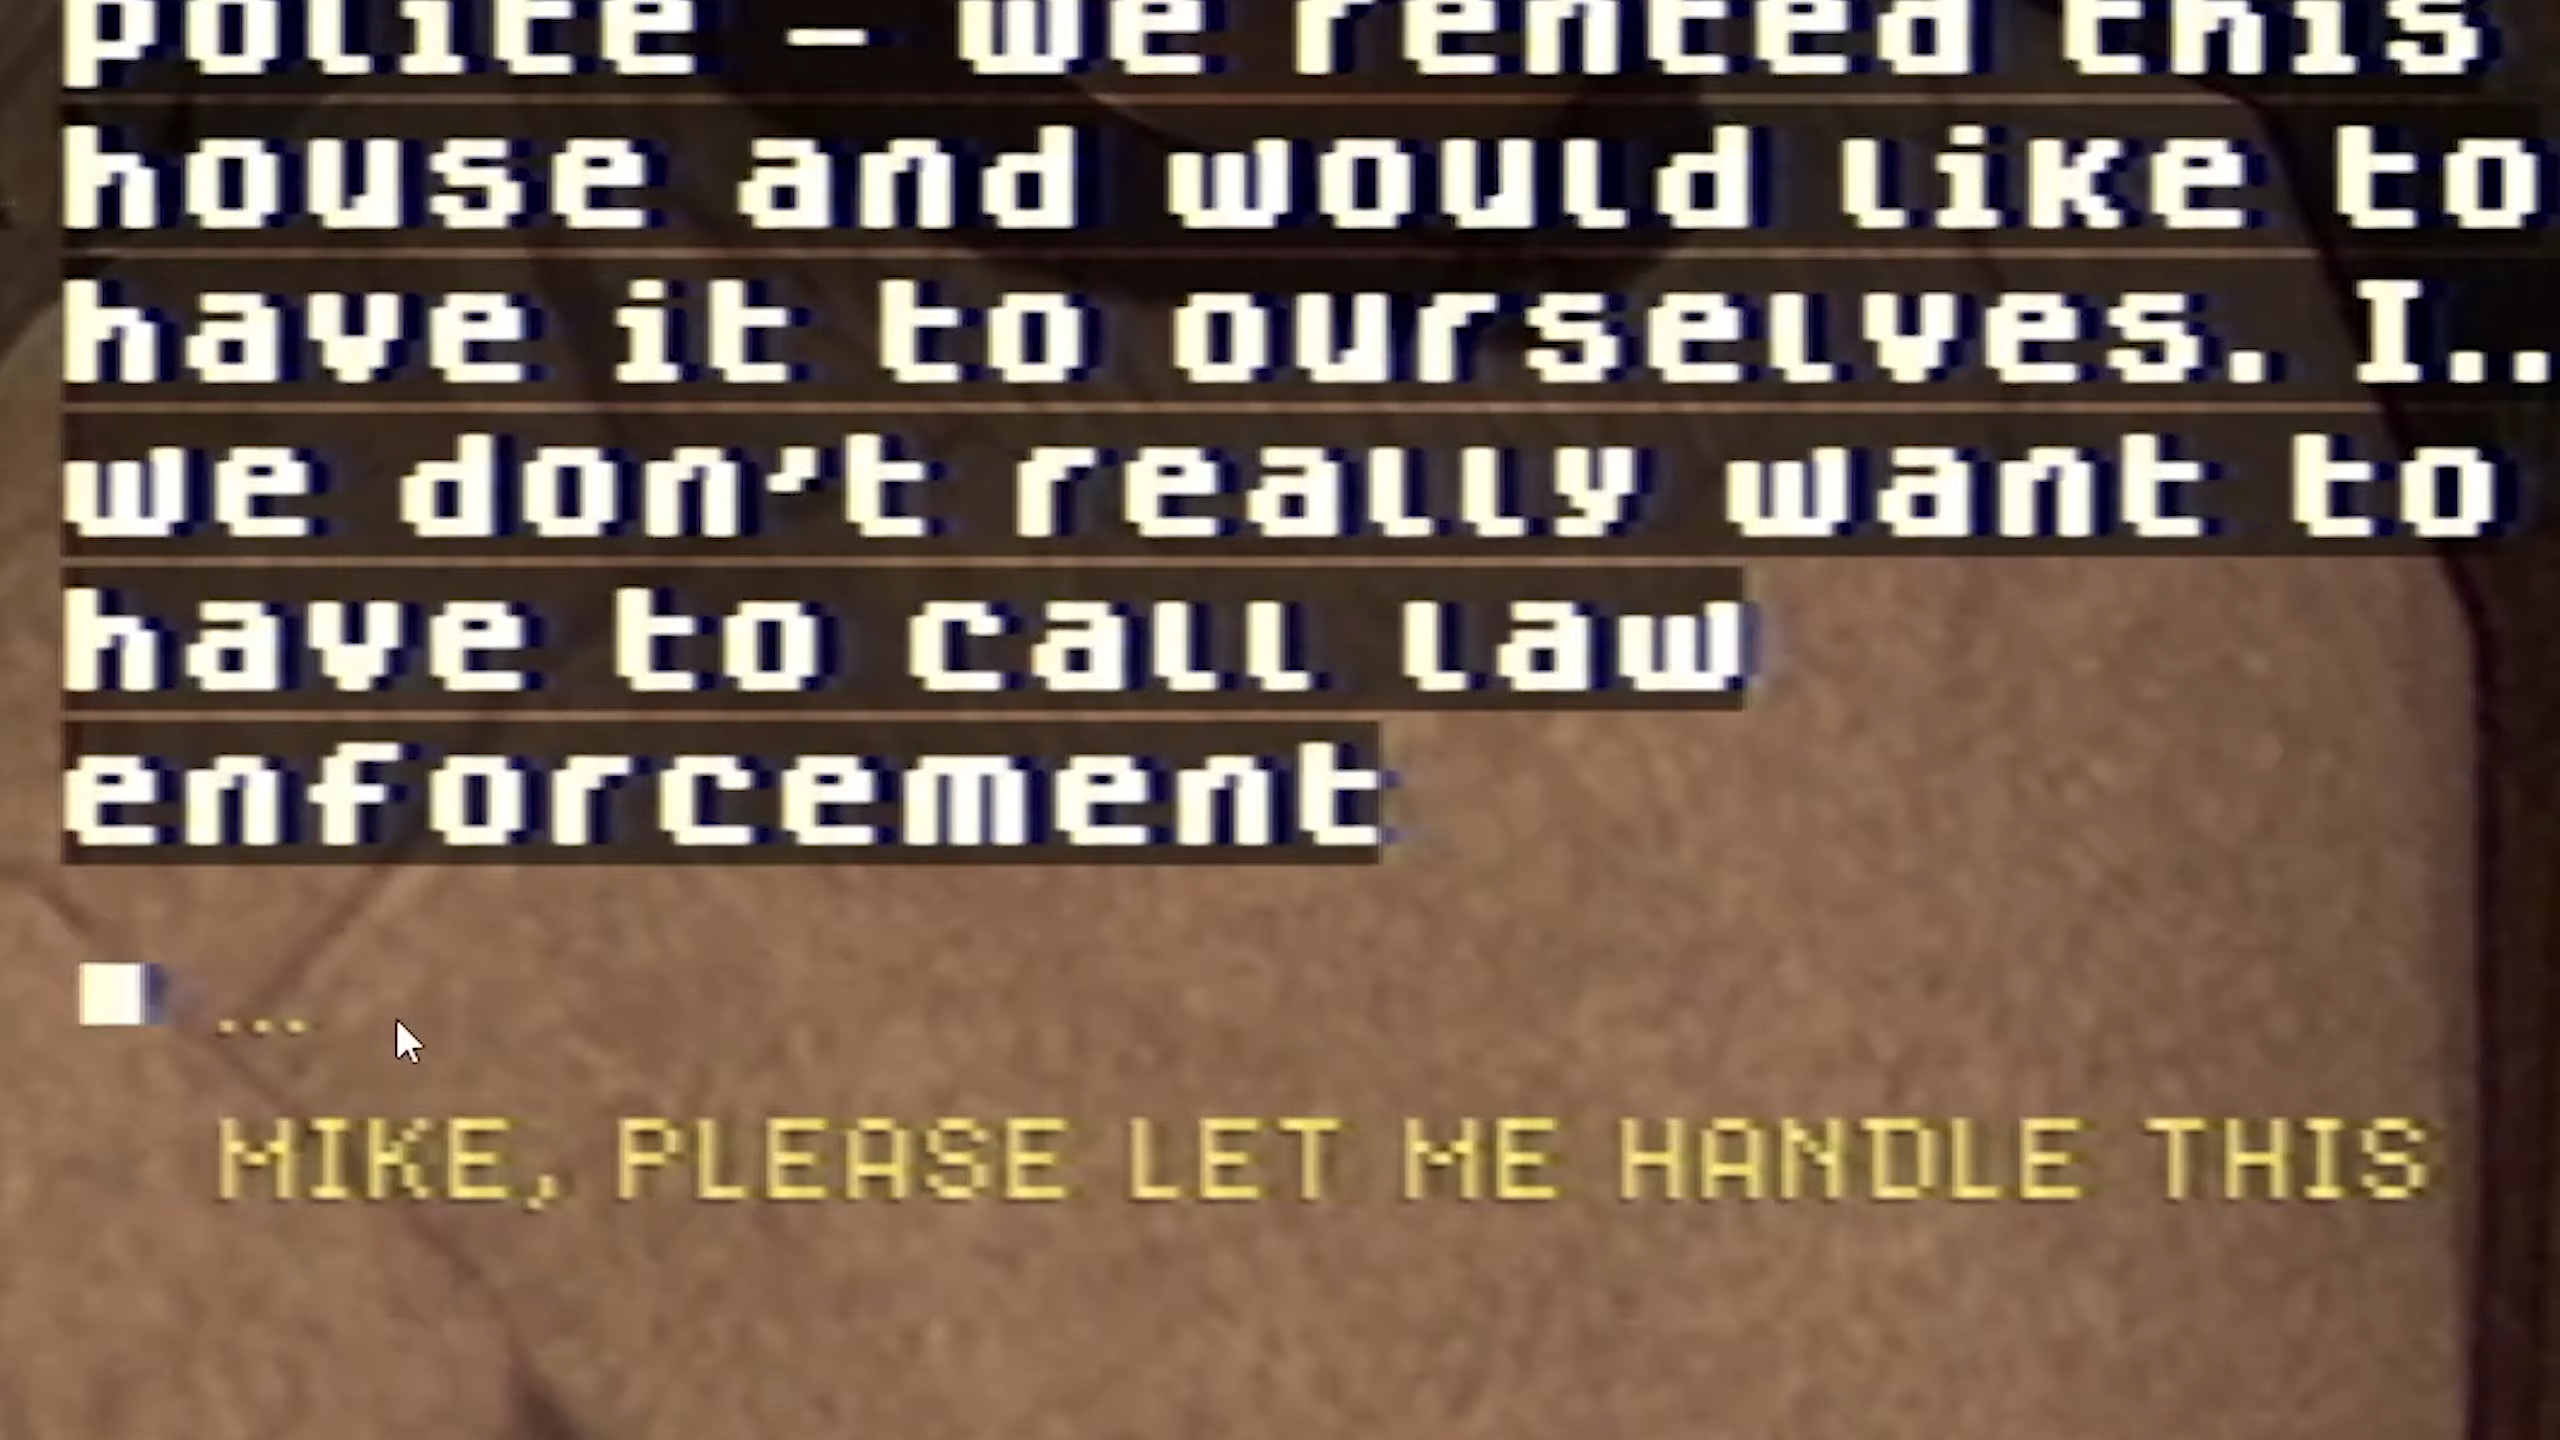 polite - we rented this
house and would like to
have it to ourselves. I..
we don't really want to
have to call law
enforcement
...
MIKE, PLEASE LET ME HANDLE THIS